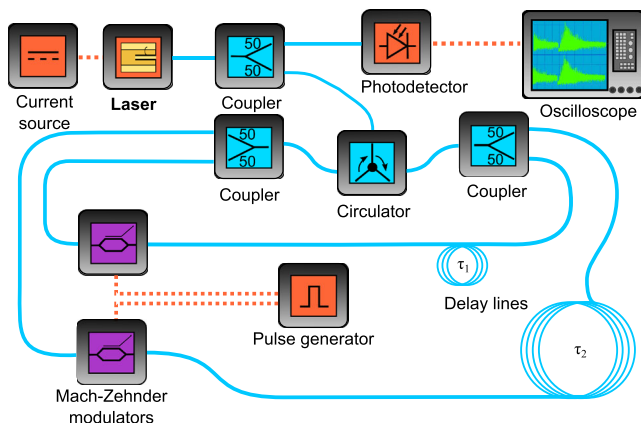 50
50
50
50
50
50
Current
source
Laser
Coupler
Photodetector
Oscilloscope
Coupler
Circulator
Coupler
τ1
Delay lines
Pulse generator
τ2
Mach-Zehnder
modulators